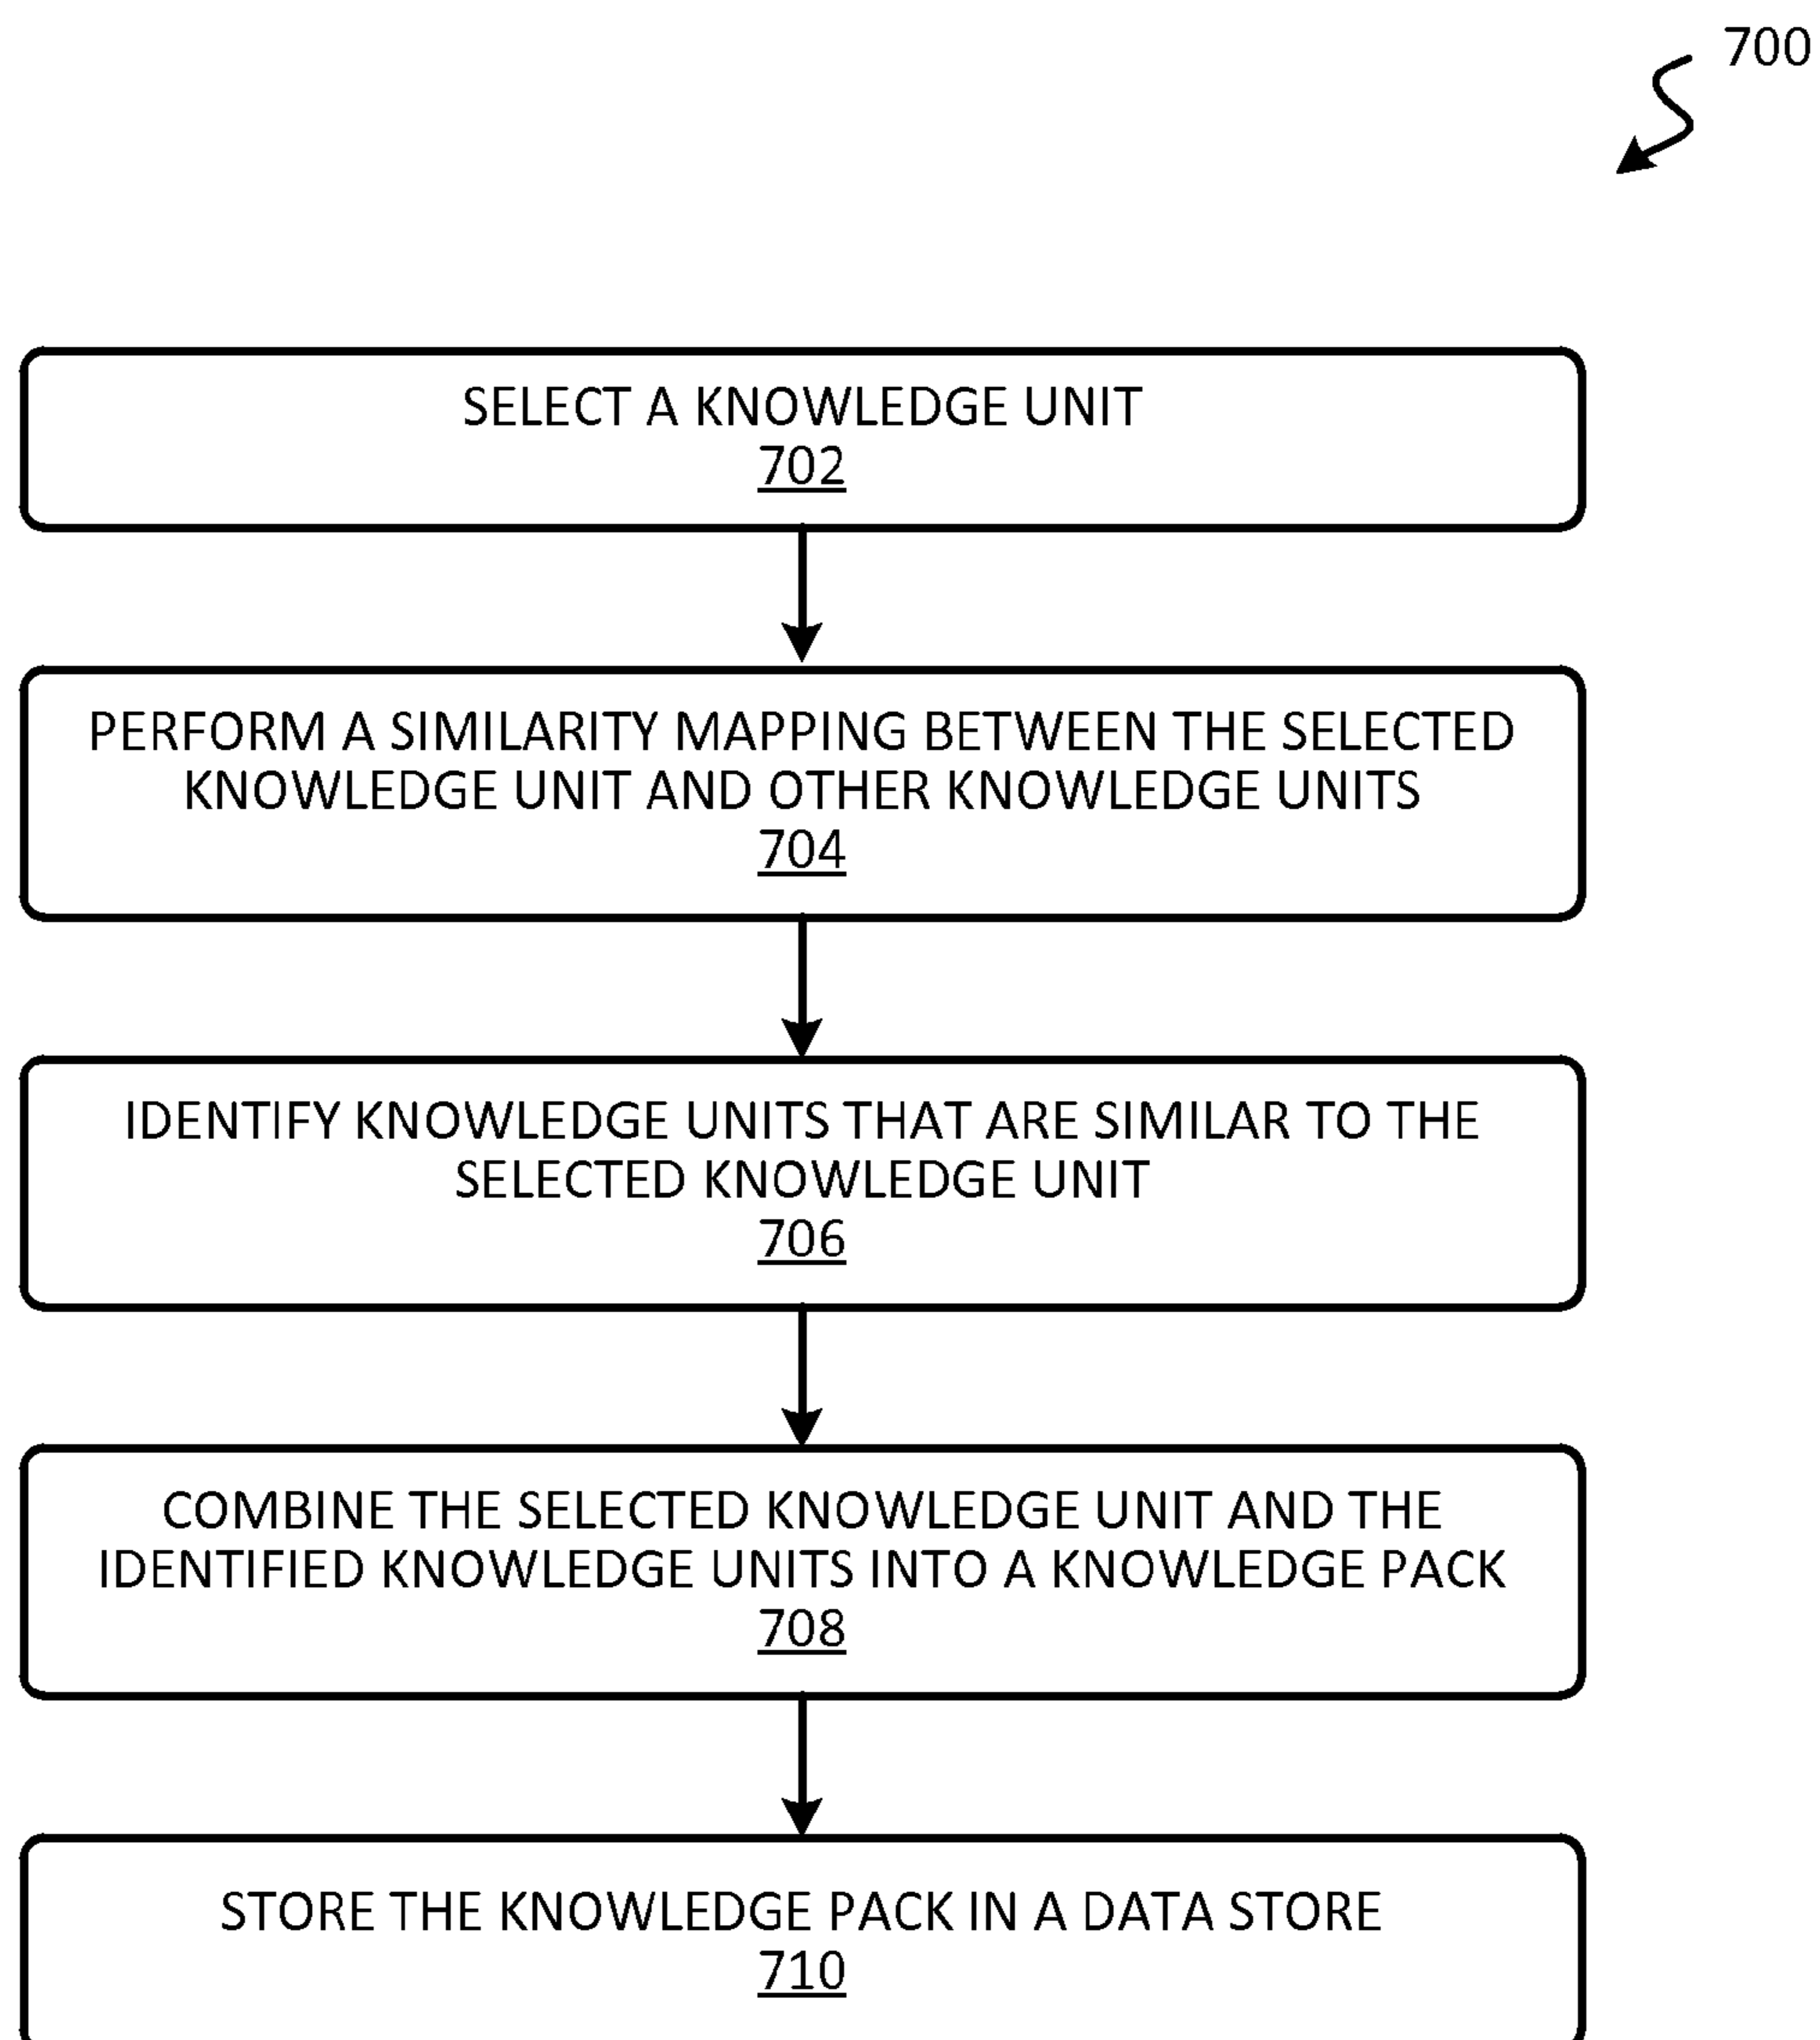 700
SELECT A KNOWLEDGE UNIT
702
PERFORM A SIMILARITY MAPPING BETWEEN THE SELECTED
KNOWLEDGE UNIT AND OTHER KNOWLEDGE UNITS
704
IDENTIFY KNOWLEDGE UNITS THAT ARE SIMILAR TO THE
SELECTED KNOWLEDGE UNIT
706
COMBINE THE SELECTED KNOWLEDGE UNIT AND THE
IDENTIFIED KNOWLEDGE UNITS INTO A KNOWLEDGE PACK
708
STORE THE KNOWLEDGE PACK IN A DATA STORE
710